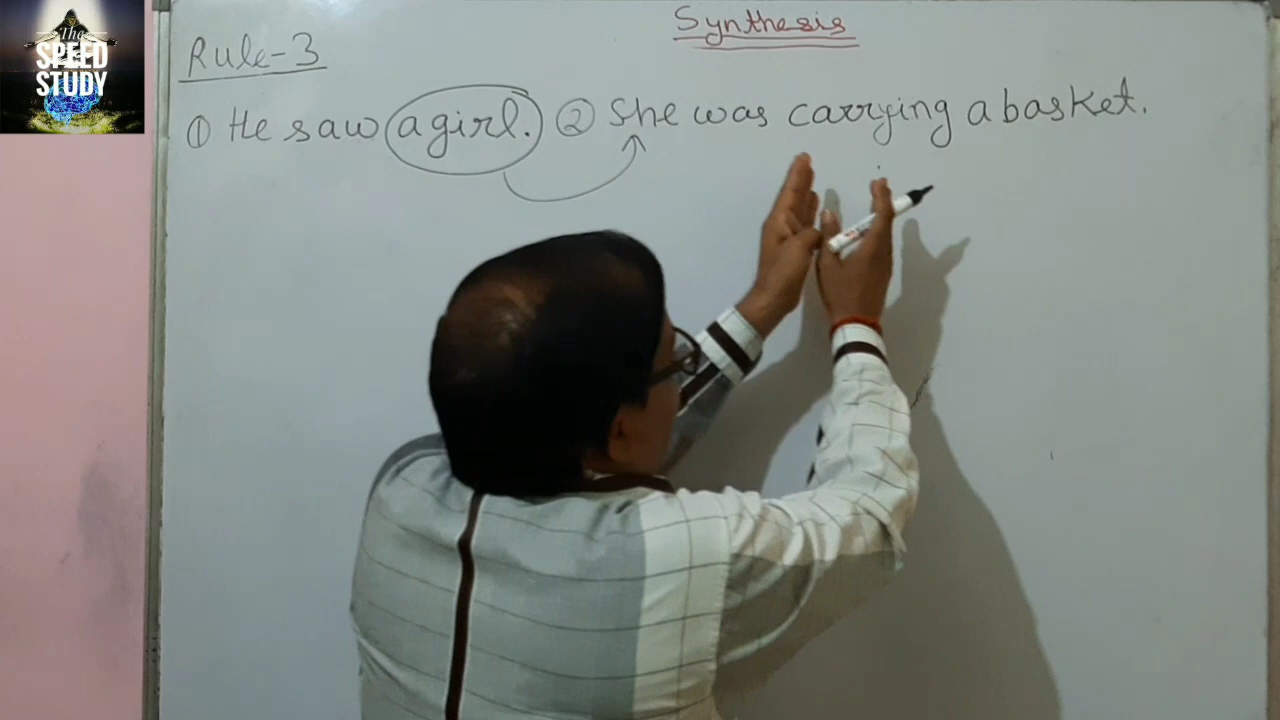 The
SPEED
STUDY
Synthesis
Rule-3
① He saw a girl. ② She was carrying a basket.